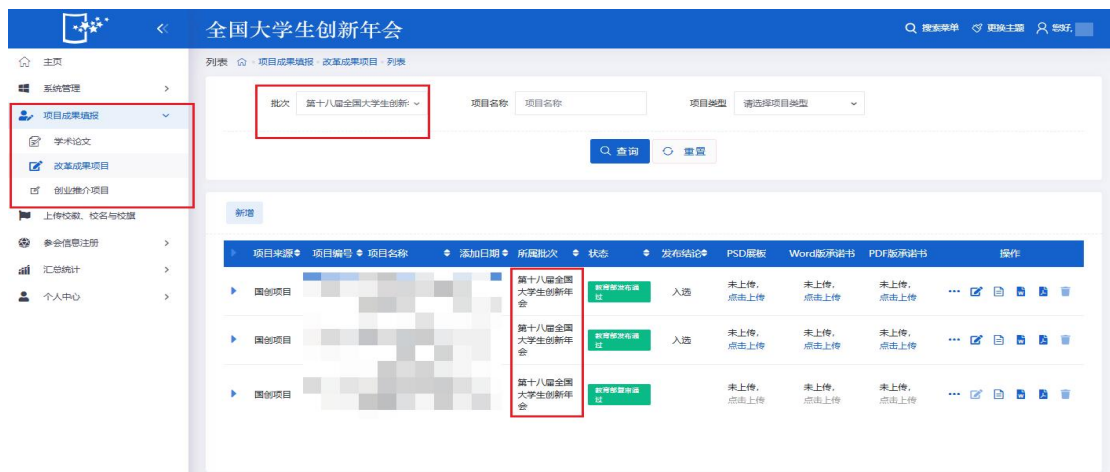 全国大学生创新年会
搜索菜单 更换主题 您好,
主页
系统管理
项目成果填报
学术论文
改革成果项目
创业推介项目
上传校徽、校名与校旗
参会信息注册
汇总统计
个人中心
列表 项目成果填报 · 改革成果项目 · 列表
批次 第十八届全国大学生创新 项目名称 项目名称 项目类型 请选择项目类型
查询 重置
新增
项目来源 项目编号 项目名称 添加日期 所属批次 状态 发布结论 PSD展板 Word版承诺书 PDF版承诺书 操作
国创项目
第十八届全国
大学生创新年
会
教育部发布通
过
入选
未上传,
点击上传
未上传,
点击上传
未上传,
点击上传
国创项目
第十八届全国
大学生创新年
会
教育部发布通
过
入选
未上传,
点击上传
未上传,
点击上传
未上传,
点击上传
国创项目
第十八届全国
大学生创新年
会
教育部复审通
过
未上传,
点击上传
未上传,
点击上传
未上传,
点击上传